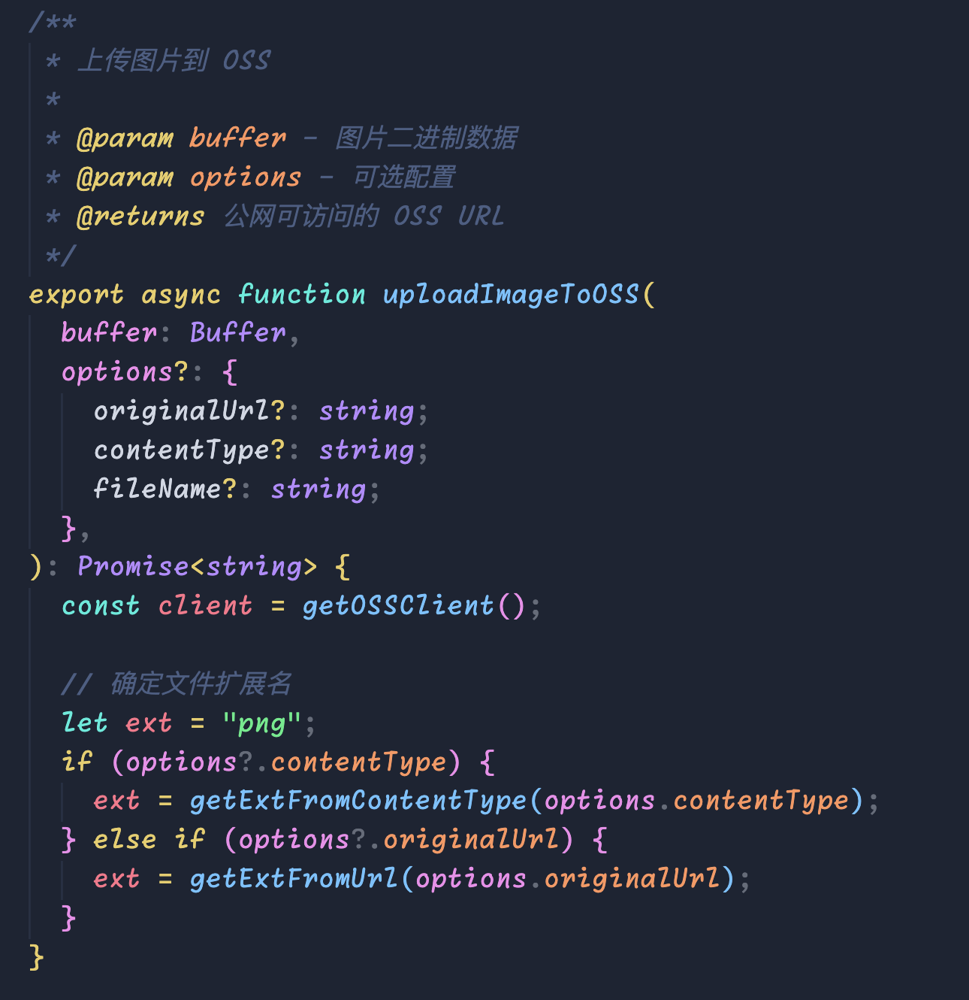 /**
 * 上传图片到 OSS
 *
 * @param buffer - 图片二进制数据
 * @param options - 可选配置
 * @returns 公网可访问的 OSS URL
 */
export async function uploadImageToOSS(
  buffer: Buffer,
  options?: {
    originalUrl?: string;
    contentType?: string;
    fileName?: string;
  },
): Promise<string> {
  const client = getOSSClient();

  // 确定文件扩展名
  let ext = "png";
  if (options?.contentType) {
    ext = getExtFromContentType(options.contentType);
  } else if (options?.originalUrl) {
    ext = getExtFromUrl(options.originalUrl);
  }
}